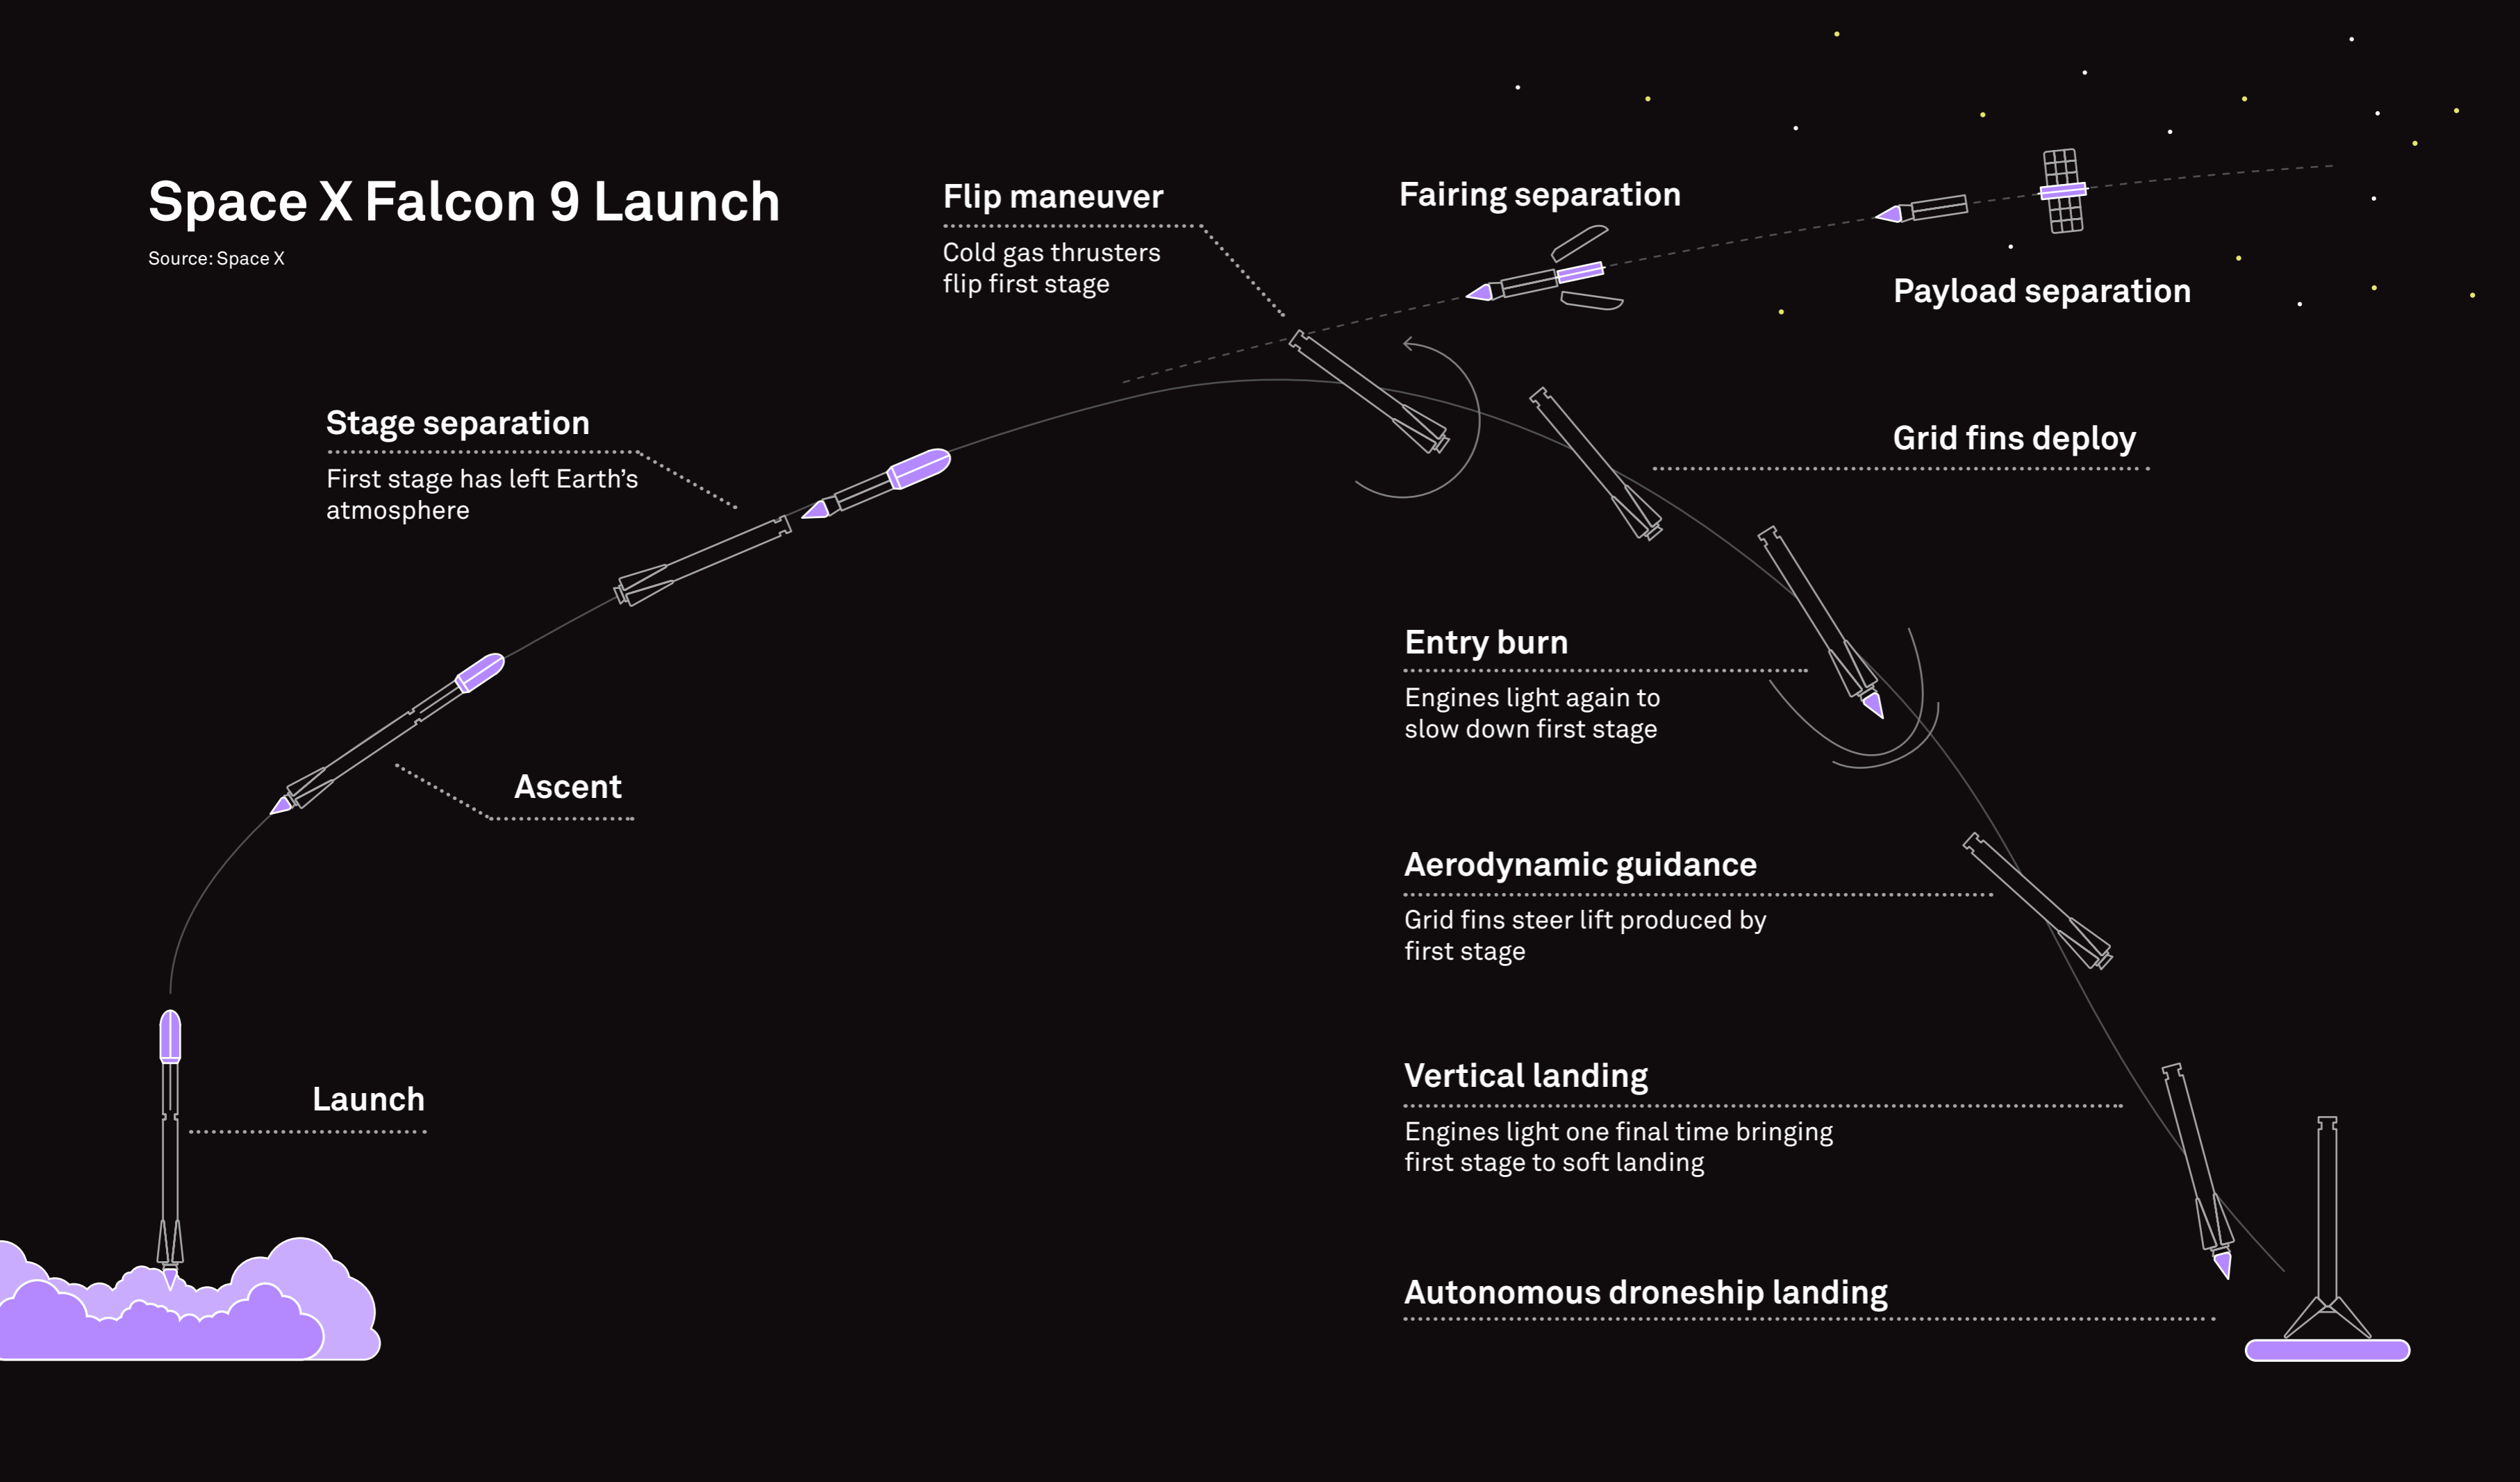 Space X Falcon 9 Launch
Source: Space X
Flip maneuver
Cold gas thrusters
flip first stage
Fairing separation
Payload separation
Stage separation
First stage has left Earth’s
atmosphere
Grid fins deploy
Ascent
Entry burn
Engines light again to
slow down first stage
Aerodynamic guidance
Grid fins steer lift produced by
first stage
Launch
Vertical landing
Engines light one final time bringing
first stage to soft landing
Autonomous droneship landing